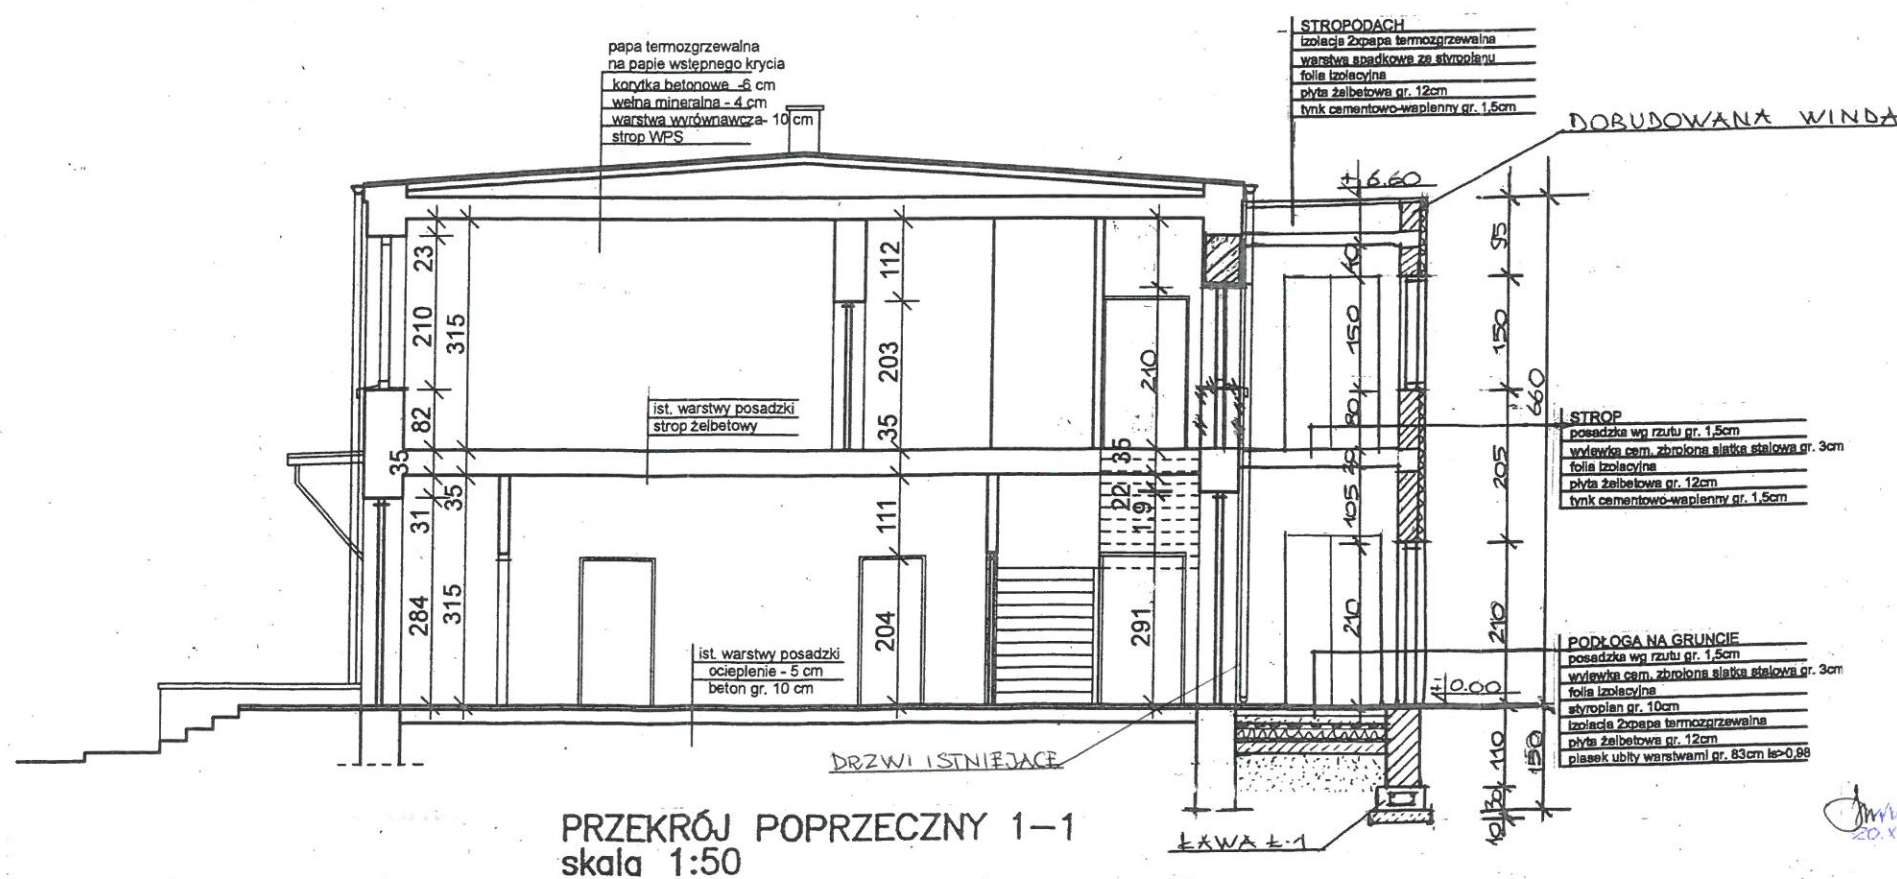 papa termozgrzewalna
na papie wstępnego krycia
korytka betonowe -6 cm
wełna mineralna - 4 cm
warstwa wyrównawcza- 10 cm
strop WPS
STROPODACH
izolacja 2xpapa termozgrzewalna
warstwa spadkowe ze styropianu
folia izolacyjna
płyta żelbetowa gr. 12cm
tynk cementowo-wapienny gr. 1,5cm
DOBUDOWANA WINDA
+ 6.60
23
210
315
82
35
112
203
35
210
35
40
150
80
20
105
210
95
150
205
210
660
ist. warstwy posadzki
strop żelbetowy
STROP
posadzka wg rzutu gr. 1,5cm
wylewka cem. zbrojona siatka stalowa gr. 3cm
folia izolacyjna
płyta żelbetowa gr. 12cm
tynk cementowo-wapienny gr. 1,5cm
31
35
284
315
111
204
22
19
291
ist. warstwy posadzki
ocieplenie - 5 cm
beton gr. 10 cm
PODŁOGA NA GRUNCIE
posadzka wg rzutu gr. 1,5cm
wylewka cem. zbrojona siatka stalowa gr. 3cm
folia izolacyjna
styropian gr. 10cm
izolacja 2xpapa termozgrzewalna
płyta żelbetowa gr. 12cm
piasek ubity warstwami gr. 83cm Is>0,98
+- 0.00
110
150
30
10
DRZWI ISTNIEJACE
ŁAWA Ł-1
PRZEKRÓJ POPRZECZNY 1-1
skala 1:50
20.X